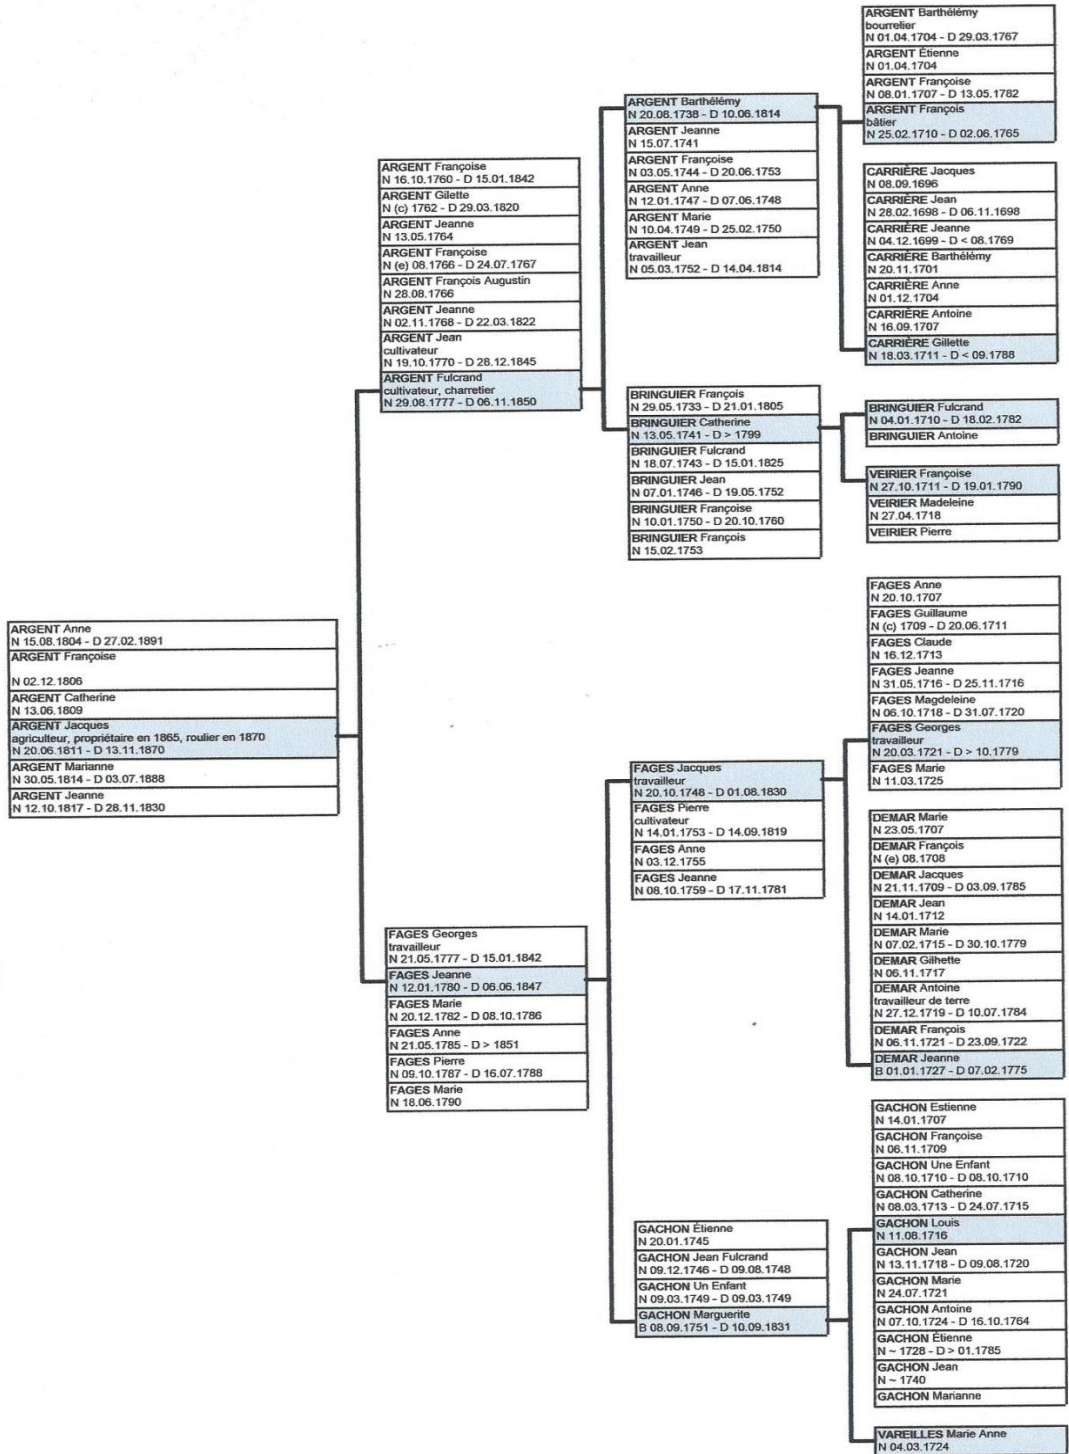 ARGENT Anne
N 15.08.1804 - D 27.02.1891
ARGENT Françoise
N 02.12.1806
ARGENT Catherine
N 13.06.1809
ARGENT Jacques
agriculteur, propriétaire en 1865, roulier en 1870
N 20.06.1811 - D 13.11.1870
ARGENT Marianne
N 30.05.1814 - D 03.07.1888
ARGENT Jeanne
N 12.10.1817 - D 28.11.1830
ARGENT Françoise
N 16.10.1760 - D 15.01.1842
ARGENT Gilette
N (c) 1762 - D 29.03.1820
ARGENT Jeanne
N 13.05.1764
ARGENT Françoise
N (e) 08.1766 - D 24.07.1767
ARGENT François Augustin
N 28.08.1766
ARGENT Jeanne
N 02.11.1768 - D 22.03.1822
ARGENT Jean
cultivateur
N 19.10.1770 - D 28.12.1845
ARGENT Fulcrand
cultivateur, charretier
N 29.08.1777 - D 06.11.1850
FAGES Georges
travailleur
N 21.05.1777 - D 15.01.1842
FAGES Jeanne
N 12.01.1780 - D 06.06.1847
FAGES Marie
N 20.12.1782 - D 08.10.1786
FAGES Anne
N 21.05.1785 - D > 1851
FAGES Pierre
N 09.10.1787 - D 16.07.1788
FAGES Marie
N 18.06.1790
ARGENT Barthélémy
N 20.08.1738 - D 10.06.1814
ARGENT Jeanne
N 15.07.1741
ARGENT Françoise
N 03.05.1744 - D 20.06.1753
ARGENT Anne
N 12.01.1747 - D 07.06.1748
ARGENT Marie
N 10.04.1749 - D 25.02.1750
ARGENT Jean
travailleur
N 05.03.1752 - D 14.04.1814
BRINGUIER François
N 29.05.1733 - D 21.01.1805
BRINGUIER Catherine
N 13.05.1741 - D > 1799
BRINGUIER Fulcrand
N 18.07.1743 - D 15.01.1825
BRINGUIER Jean
N 07.01.1746 - D 19.05.1752
BRINGUIER Françoise
N 10.01.1750 - D 20.10.1760
BRINGUIER François
N 15.02.1753
FAGES Jacques
travailleur
N 20.10.1748 - D 01.08.1830
FAGES Pierre
cultivateur
N 14.01.1753 - D 14.09.1819
FAGES Anne
N 03.12.1755
FAGES Jeanne
N 08.10.1759 - D 17.11.1781
GACHON Étienne
N 20.01.1745
GACHON Jean Fulcrand
N 09.12.1746 - D 09.08.1748
GACHON Un Enfant
N 09.03.1749 - D 09.03.1749
GACHON Marguerite
B 08.09.1751 - D 10.09.1831
ARGENT Barthélémy
bourrelier
N 01.04.1704 - D 29.03.1767
ARGENT Étienne
N 01.04.1704
ARGENT Françoise
N 08.01.1707 - D 13.05.1782
ARGENT François
bâtier
N 25.02.1710 - D 02.06.1765
CARRIÈRE Jacques
N 08.09.1696
CARRIÈRE Jean
N 28.02.1698 - D 06.11.1698
CARRIÈRE Jeanne
N 04.12.1699 - D < 08.1769
CARRIÈRE Barthélémy
N 20.11.1701
CARRIÈRE Anne
N 01.12.1704
CARRIÈRE Antoine
N 16.09.1707
CARRIÈRE Gillette
N 18.03.1711 - D < 09.1788
BRINGUIER Fulcrand
N 04.01.1710 - D 18.02.1782
BRINGUIER Antoine
VEIRIER Françoise
N 27.10.1711 - D 19.01.1790
VEIRIER Madeleine
N 27.04.1718
VEIRIER Pierre
FAGES Anne
N 20.10.1707
FAGES Guillaume
N (c) 1709 - D 20.06.1711
FAGES Claude
N 16.12.1713
FAGES Jeanne
N 31.05.1716 - D 25.11.1716
FAGES Magdeleine
N 06.10.1718 - D 31.07.1720
FAGES Georges
travailleur
N 20.03.1721 - D > 10.1779
FAGES Marie
N 11.03.1725
DEMAR Marie
N 23.05.1707
DEMAR François
N (e) 08.1708
DEMAR Jacques
N 21.11.1709 - D 03.09.1785
DEMAR Jean
N 14.01.1712
DEMAR Marie
N 07.02.1715 - D 30.10.1779
DEMAR Gilhette
N 06.11.1717
DEMAR Antoine
travailleur de terre
N 27.12.1719 - D 10.07.1784
DEMAR François
N 06.11.1721 - D 23.09.1722
DEMAR Jeanne
B 01.01.1727 - D 07.02.1775
GACHON Estienne
N 14.01.1707
GACHON Françoise
N 06.11.1709
GACHON Une Enfant
N 08.10.1710 - D 08.10.1710
GACHON Catherine
N 08.03.1713 - D 24.07.1715
GACHON Louis
N 11.08.1716
GACHON Jean
N 13.11.1718 - D 09.08.1720
GACHON Marie
N 24.07.1721
GACHON Antoine
N 07.10.1724 - D 16.10.1764
GACHON Étienne
N ~ 1728 - D > 01.1785
GACHON Jean
N ~ 1740
GACHON Marianne
VAREILLES Marie Anne
N 04.03.1724